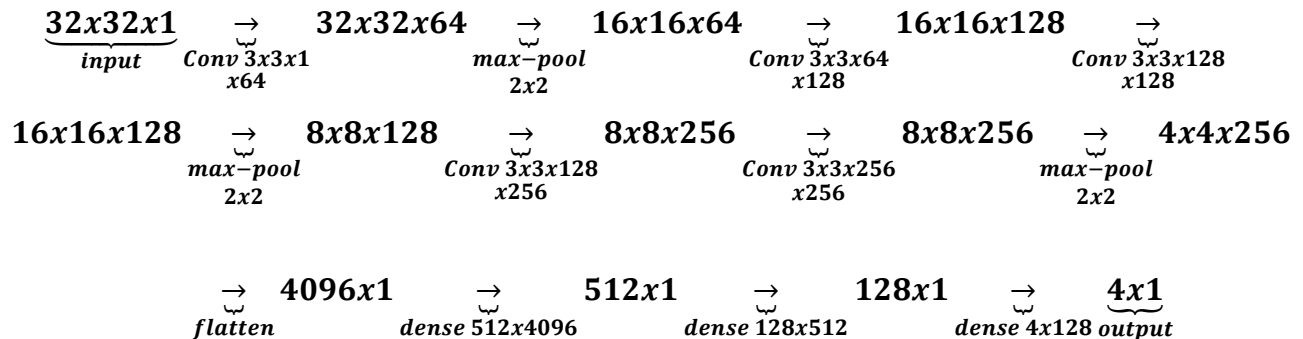 32x32x1 → 32x32x64 → 16x16x64 → 16x16x128 →
input Conv 3x3x1 max−pool Conv 3x3x64 Conv 3x3x128
x64 2x2 x128 x128
16x16x128 → 8x8x128 → 8x8x256 → 8x8x256 → 4x4x256
max−pool Conv 3x3x128 Conv 3x3x256 max−pool
2x2 x256 x256 2x2
→ 4096x1 → 512x1 → 128x1 → 4x1
flatten dense 512x4096 dense 128x512 dense 4x128 output